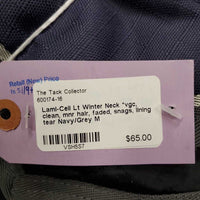 Retail (New) Price
The Tack Collector
600174-16
Lami-Cell Lt Winter Neck *vgc,
clean, mnr hair, faded, snags, lining
tear Navy/Grey M
$65.00
VSH5S7